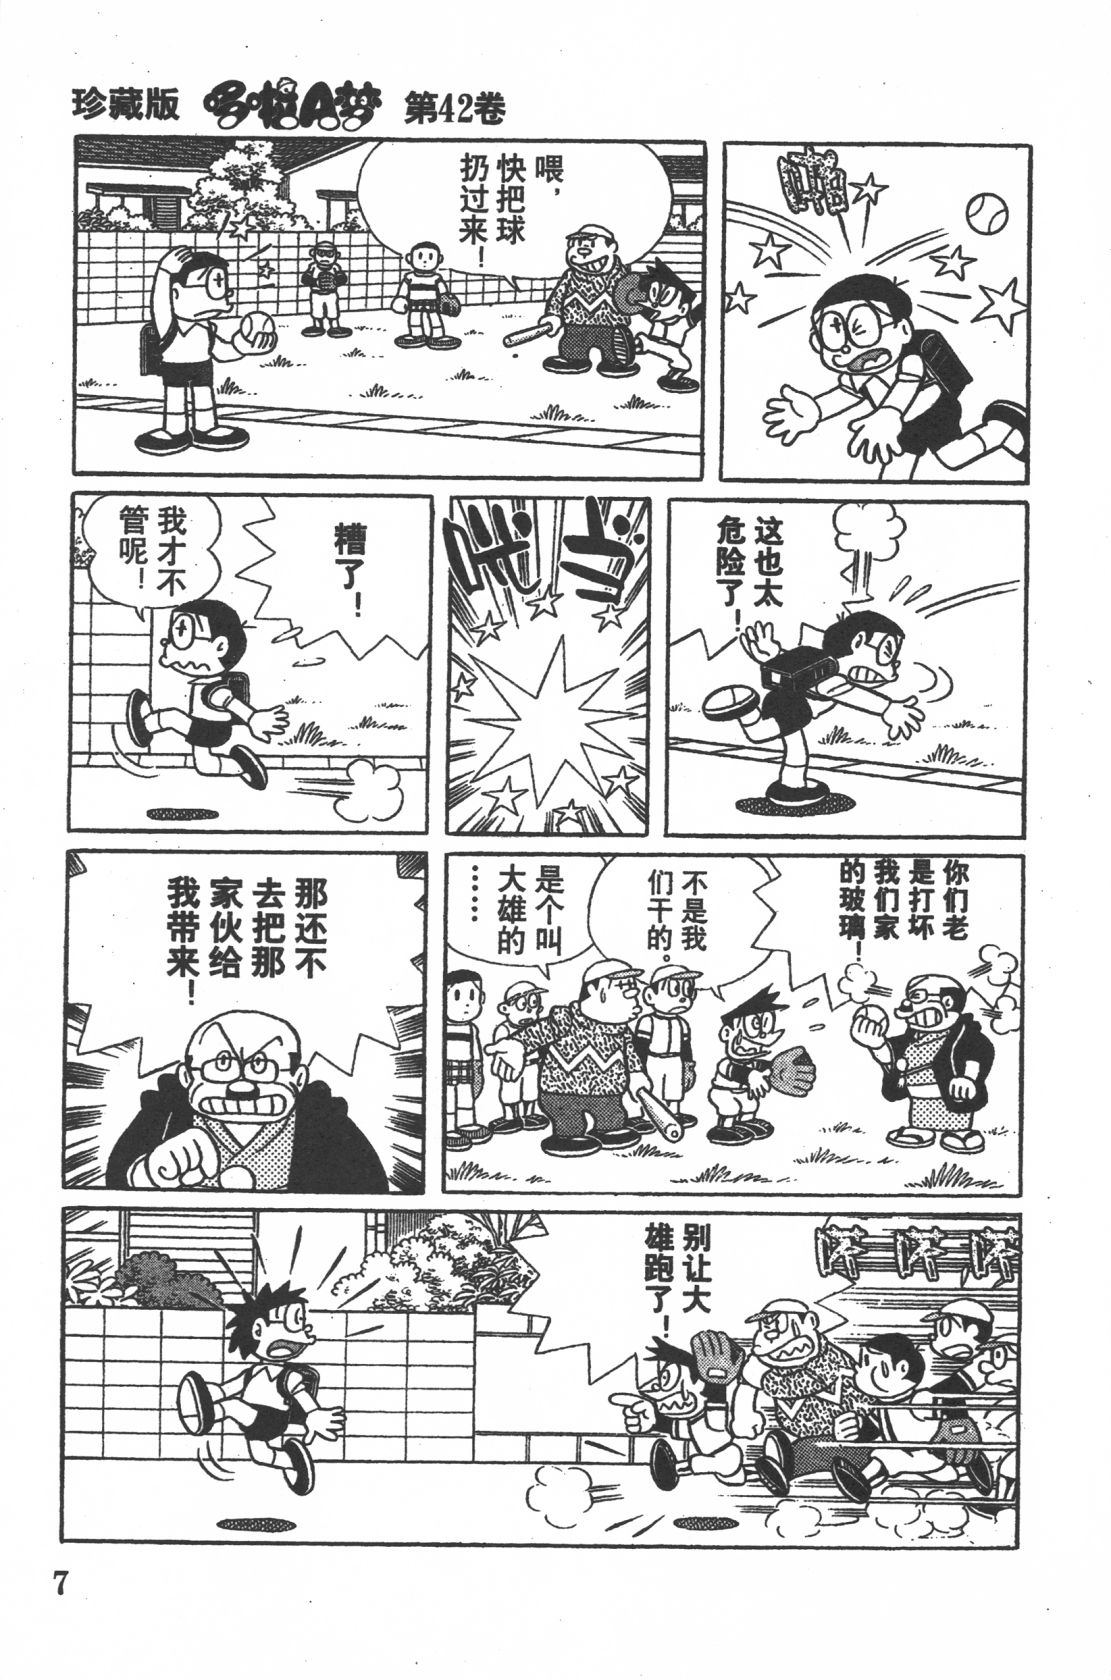 珍藏版 哆啦A梦 第42卷
喂，
快把球
扔过来！
这也太
危险了！
糟了！
我才不
管呢！
你们老
是打坏
我们家
的玻璃！
不是我
们干的。
是个叫
大雄的
……
那还不
去把那
家伙给
我带来！
别让大
雄跑了！
7